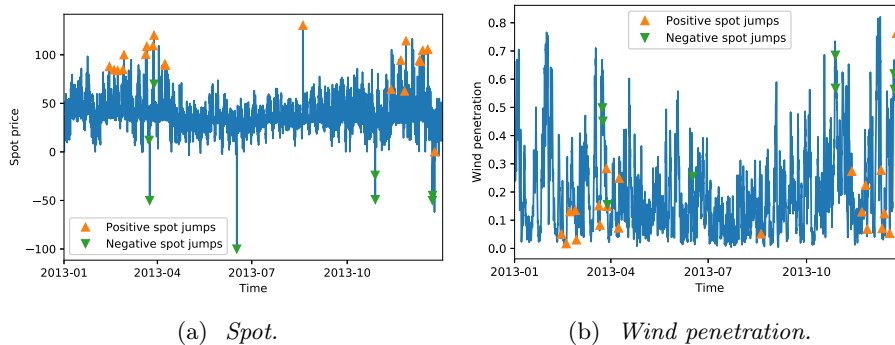 100
50
0
−50
−100
Spot price
Positive spot jumps
Negative spot jumps
2013-01
2013-04
2013-07
2013-10
Time
(a) Spot.
0.8
0.7
0.6
0.5
0.4
0.3
0.2
0.1
0.0
Wind penetration
Positive spot jumps
Negative spot jumps
2013-01
2013-04
2013-07
2013-10
Time
(b) Wind penetration.